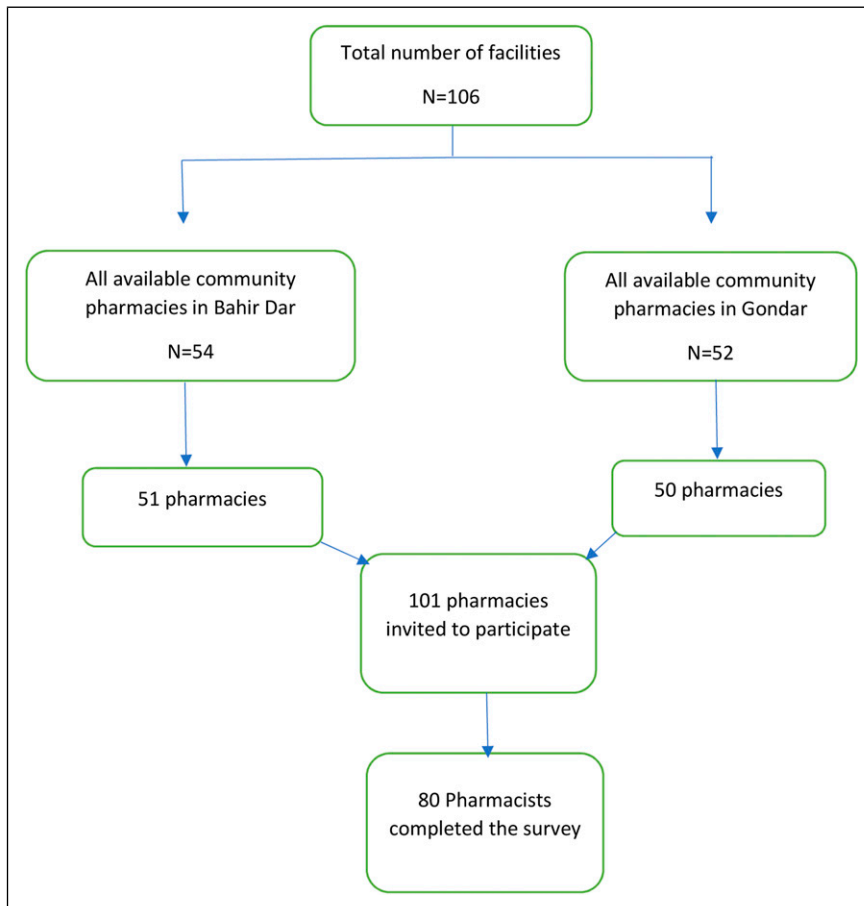 Total number of facilities
N=106
All available community
pharmacies in Bahir Dar
N=54
All available community
pharmacies in Gondar
N=52
51 pharmacies
50 pharmacies
101 pharmacies
invited to participate
80 Pharmacists
completed the survey